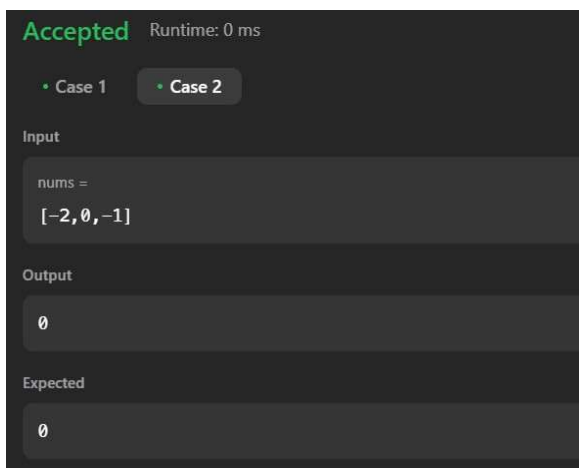 Accepted Runtime: 0 ms
• Case 1 • Case 2
Input
nums =
[-2,0,-1]
Output
0
Expected
0